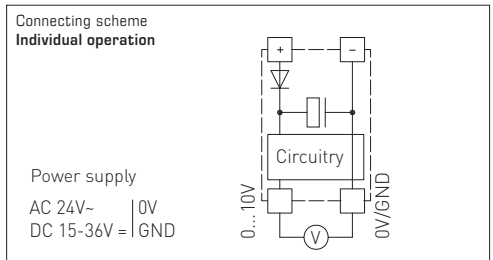 Connecting scheme
Individual operation
+ -
Circuitry
Power supply
AC 24V~ 0V
DC 15-36V= GND
0...10V
0V/GND
V